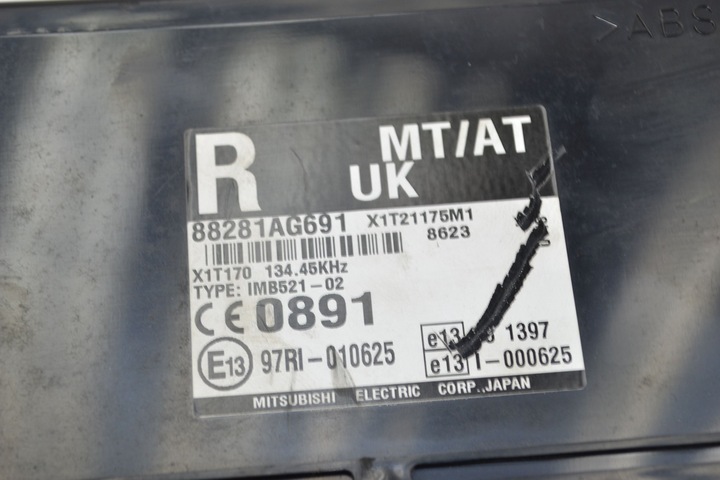 >ABS
R MT/AT
UK
88281AG691 X1T21175M1
8623
X1T170 134.45KHz
TYPE: IMB521-02
CE 0891
e13 1397
E13 97RI-010625 e13 1-000625
MITSUBISHI ELECTRIC CORP.,JAPAN